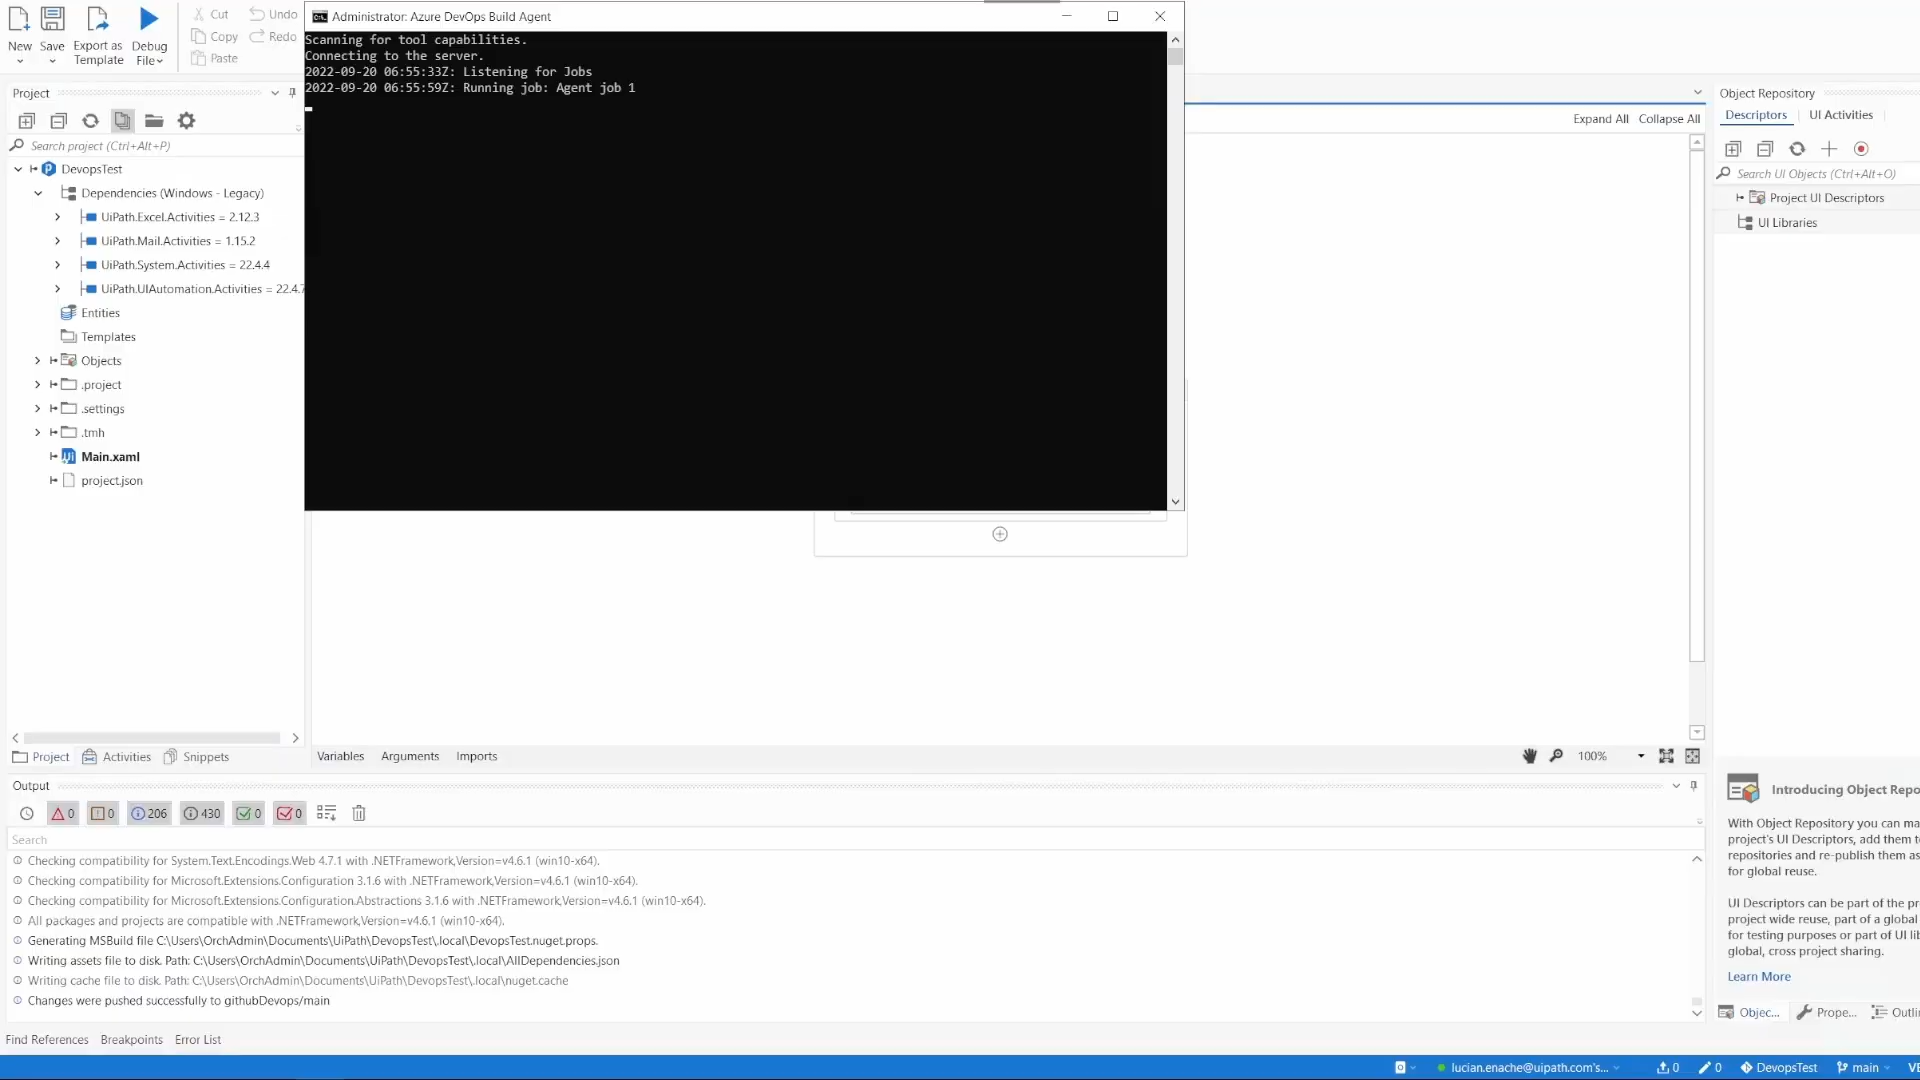 New
Save
Export as
Template
Debug
File
Cut
Copy
Paste
Undo
Redo
Administrator: Azure DevOps Build Agent
Scanning for tool capabilities.
Connecting to the server.
2022-09-20 06:55:33Z: Listening for Jobs
2022-09-20 06:55:59Z: Running job: Agent job 1
Project
Search project (Ctrl+Alt+P)
DevopsTest
Dependencies (Windows - Legacy)
UiPath.Excel.Activities = 2.12.3
UiPath.Mail.Activities = 1.15.2
UiPath.System.Activities = 22.4.4
UiPath.UIAutomation.Activities = 22.4.7
Entities
Templates
Objects
.project
.settings
.tmh
Main.xaml
project.json
Expand All Collapse All
Object Repository
Descriptors UI Activities
Search UI Objects (Ctrl+Alt+O)
Project UI Descriptors
UI Libraries
Project Activities Snippets
Variables Arguments Imports
100%
Output
0 0 206 430 0 0
Search
Checking compatibility for System.Text.Encodings.Web 4.7.1 with .NETFramework,Version=v4.6.1 (win10-x64).
Checking compatibility for Microsoft.Extensions.Configuration 3.1.6 with .NETFramework,Version=v4.6.1 (win10-x64).
Checking compatibility for Microsoft.Extensions.Configuration.Abstractions 3.1.6 with .NETFramework,Version=v4.6.1 (win10-x64).
All packages and projects are compatible with .NETFramework,Version=v4.6.1 (win10-x64).
Generating MSBuild file C:\Users\OrchAdmin\Documents\UiPath\DevopsTest\.local\DevopsTest.nuget.props.
Writing assets file to disk. Path: C:\Users\OrchAdmin\Documents\UiPath\DevopsTest\.local\AllDependencies.json
Writing cache file to disk. Path: C:\Users\OrchAdmin\Documents\UiPath\DevopsTest\.local\nuget.cache
Changes were pushed successfully to githubDevops/main
Introducing Object Repo
With Object Repository you can ma
project's UI Descriptors, add them t
repositories and re-publish them as
for global reuse.
UI Descriptors can be part of the pr
project wide reuse, part of a global
for testing purposes or part of UI lib
global, cross project sharing.
Learn More
Objec... Prope... Outli
Find References Breakpoints Error List
lucian.enache@uipath.com's... 0 0 DevopsTest main VB